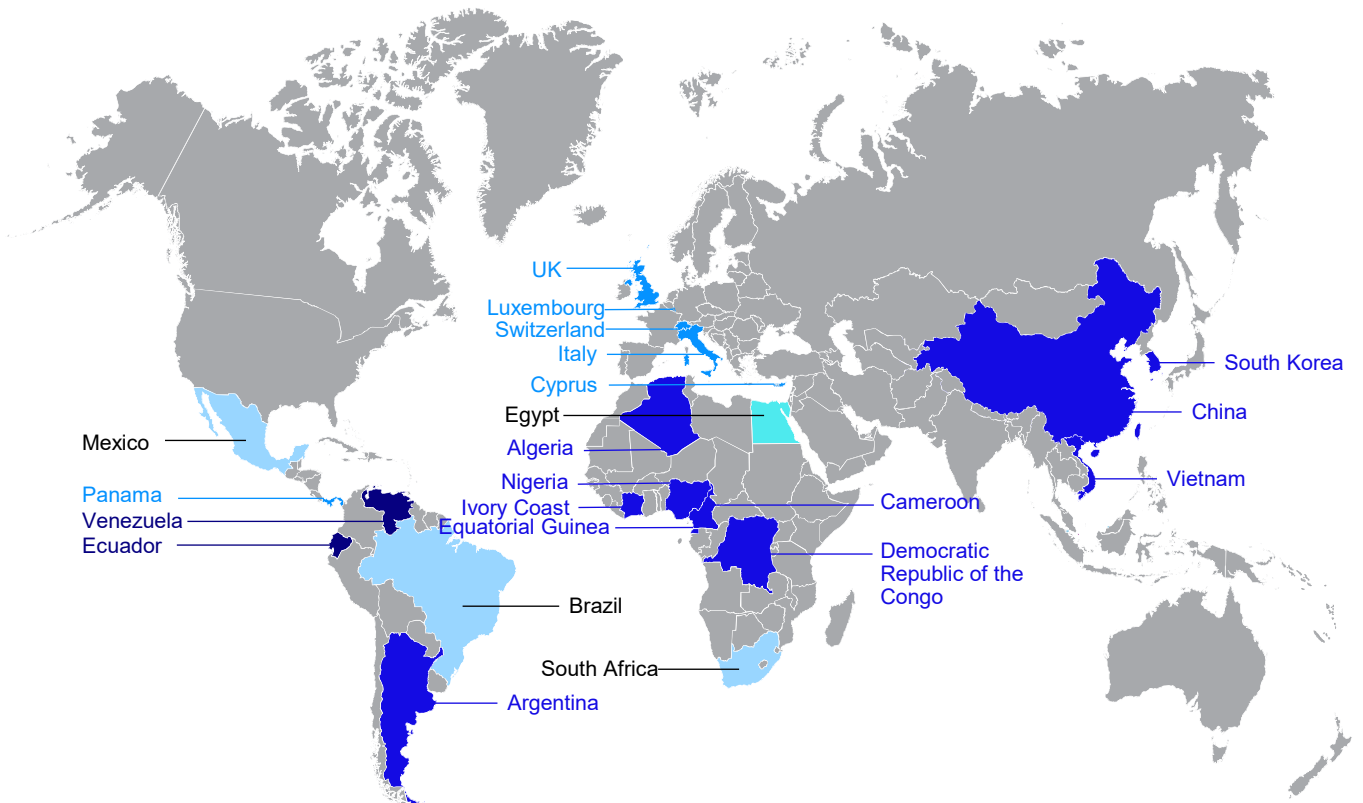 UK
Luxembourg
Switzerland
Italy
South Korea
Cyprus
China
Egypt
Mexico
Algeria
Vietnam
Nigeria
Panama
Cameroon
Ivory Coast
Venezuela
Equatorial Guinea
Ecuador
Democratic
Republic of the
Congo
Brazil
South Africa
Argentina